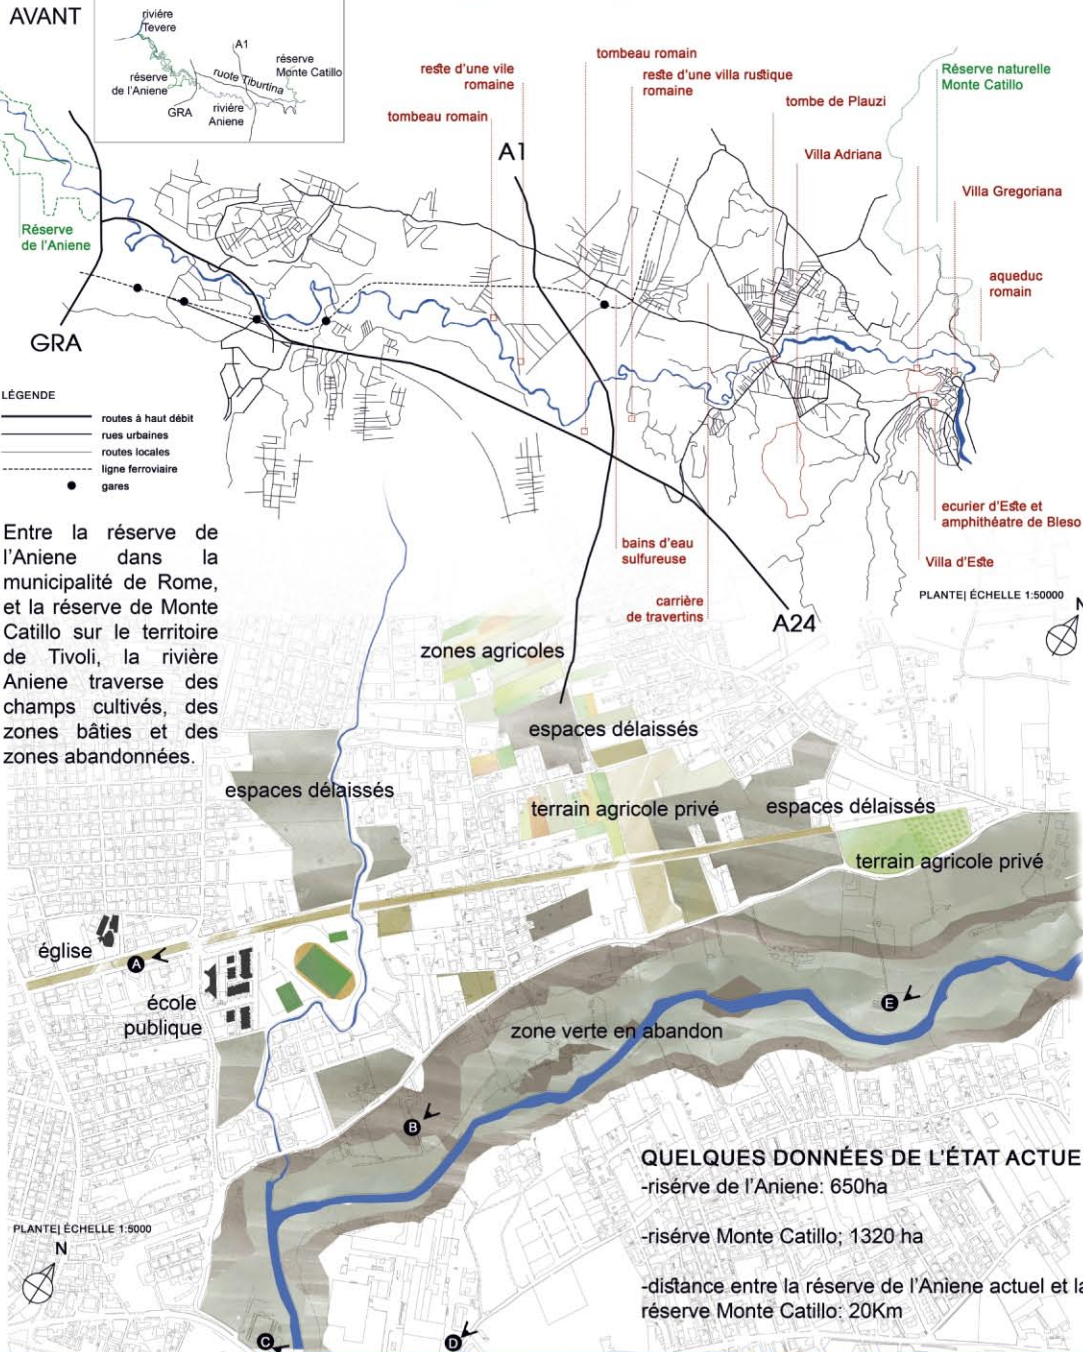 AVANT
riviére
Tevere
A1
réserve
Monte Catillo
ruote Tiburtina
réserve
de l'Aniene
GRA
riviére
Aniene
tombeau romain
reste d'une vile
romaine
tombeau romain
reste d'une villa rustique
romaine
tombe de Plauzi
Réserve naturelle
Monte Catillo
Villa Adriana
Villa Gregoriana
aqueduc
romain
A1
Réserve
de l'Aniene
GRA
LÉGENDE
routes à haut débit
rues urbaines
routes locales
ligne ferroviaire
gares
ecurier d'Este et
amphithéatre de Bleso
Villa d'Este
bains d'eau
sulfureuse
carrière
de travertins
A24
PLANTE| ÉCHELLE 1:50000
N
Entre la réserve de
l'Aniene dans la
municipalité de Rome,
et la réserve de Monte
Catillo sur le territoire
de Tivoli, la rivière
Aniene traverse des
champs cultivés, des
zones bâties et des
zones abandonnées.
zones agricoles
espaces délaissés
espaces délaissés
terrain agricole privé
espaces délaissés
terrain agricole privé
église
A
école
publique
zone verte en abandon
E
B
QUELQUES DONNÉES DE L'ÉTAT ACTUE
-risérve de l'Aniene: 650ha
-risérve Monte Catillo; 1320 ha
-distance entre la réserve de l'Aniene actuel et la
réserve Monte Catillo: 20Km
PLANTE| ÉCHELLE 1:5000
N
C
D